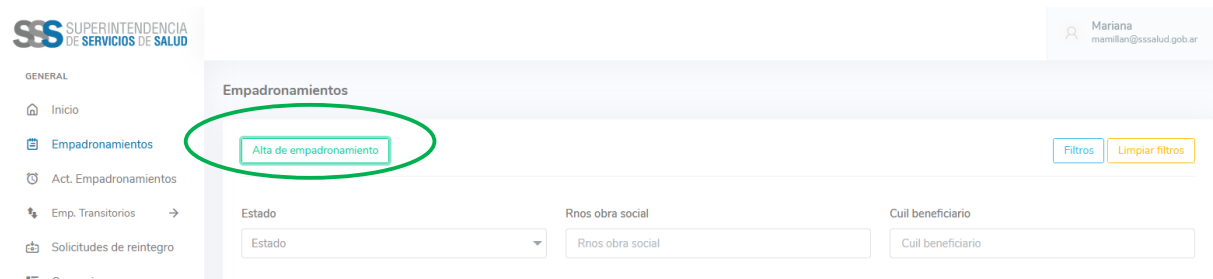 SSS SUPERINTENDENCIA
DE SERVICIOS DE SALUD
Mariana
mamillan@sssalud.gob.ar
GENERAL
Inicio
Empadronamientos
Act. Empadronamientos
Emp. Transitorios
Solicitudes de reintegro
Empadronamientos
Alta de empadronamiento
Filtros
Limpiar filtros
Estado
Rnos obra social
Cuil beneficiario
Estado
Rnos obra social
Cuil beneficiario